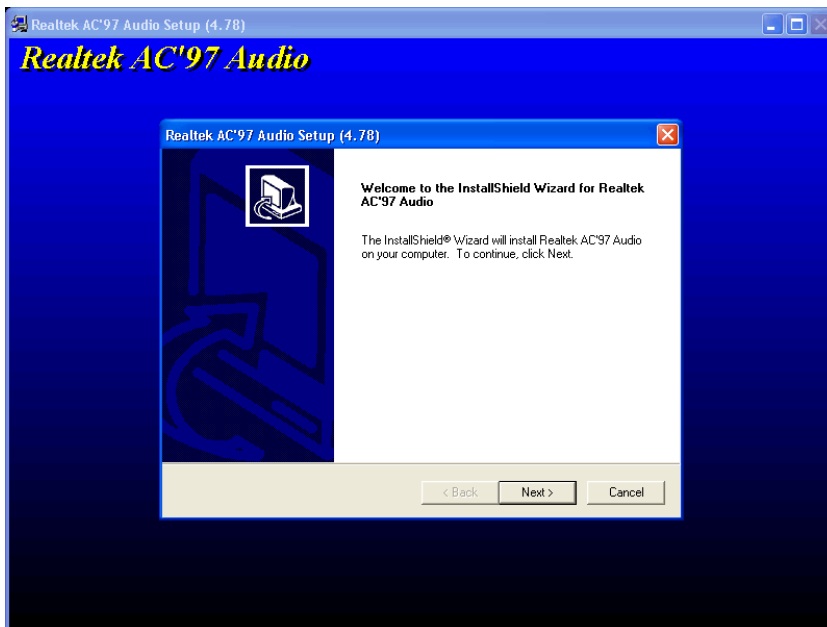 Realtek AC'97 Audio Setup (4.78)
Realtek AC'97 Audio
Realtek AC'97 Audio Setup (4.78)
Welcome to the InstallShield Wizard for Realtek
AC'97 Audio
The InstallShield® Wizard will install Realtek AC'97 Audio
on your computer. To continue, click Next.
< Back
Next >
Cancel